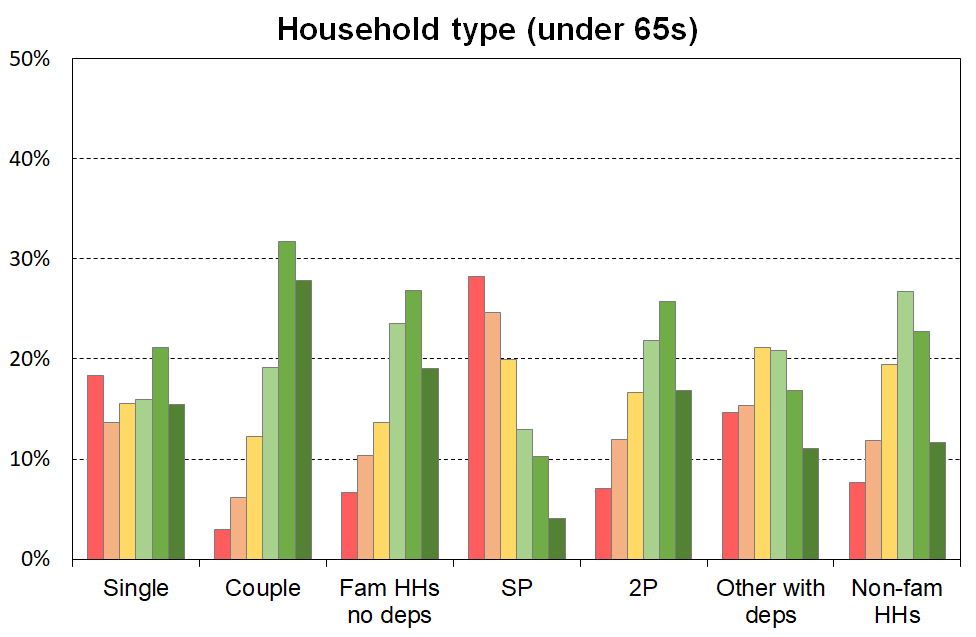 Household type (under 65s)
50%
40%
30%
20%
10%
0%
Single
Couple
Fam HHs
no deps
SP
2P
Other with
deps
Non-fam
HHs